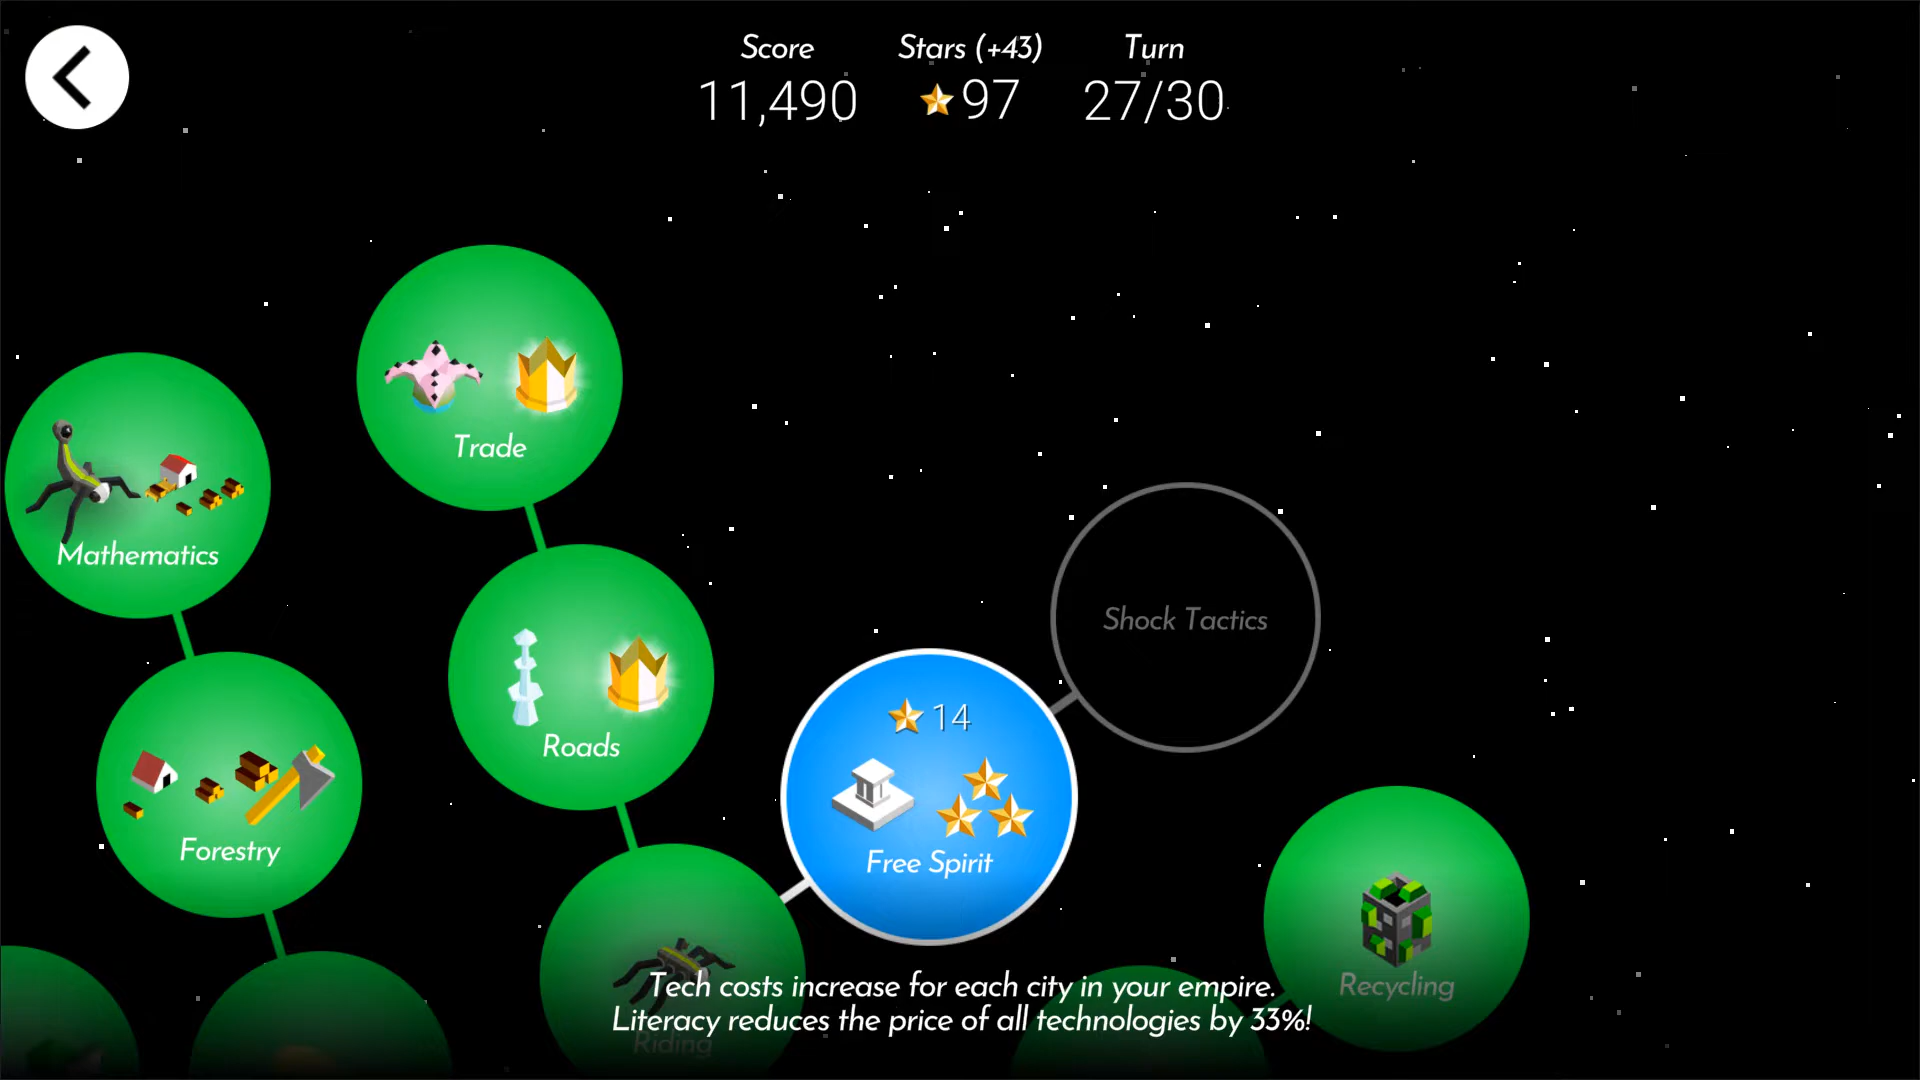 Score
11,490
Stars (+43)
97
Turn
27/30
Trade
Mathematics
Shock Tactics
Roads
14
Forestry
Free Spirit
Recycling
Tech costs increase for each city in your empire.
Literacy reduces the price of all technologies by 33%!
Riding